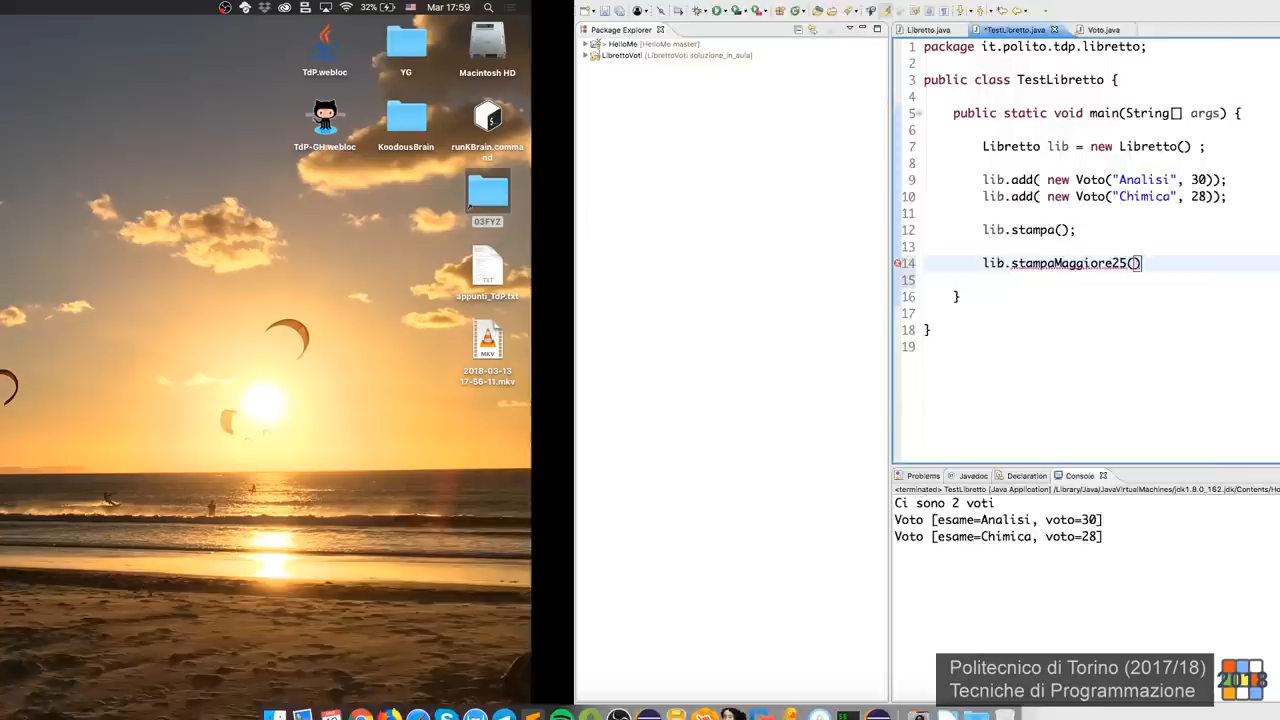 32% Mar 17:59
TdP.webloc
YG
Macintosh HD
TdP-GH.webloc
KoodousBrain
runKBrain.comma
nd
03FYZ
TXT
appunti_TdP.txt
MKV
2018-03-13
17-56-11.mkv
Package Explorer
> HelloMe [HelloMe master]
LibrettoVoti [LibrettoVoti soluzione_in_aula]
Libretto.java *TestLibretto.java Voto.java
1 package it.polito.tdp.libretto;
2
3 public class TestLibretto {
4
5 public static void main(String[] args) {
6
7 Libretto lib = new Libretto() ;
8
9 lib.add( new Voto("Analisi", 30));
10 lib.add( new Voto("Chimica", 28));
11
12 lib.stampa();
13
14 lib.stampaMaggiore25()
15
16 }
17
18 }
19
Problems Javadoc Declaration Console
<terminated> TestLibretto [Java Application] /Library/Java/JavaVirtualMachines/jdk1.8.0_162.jdk/Contents/Ho
Ci sono 2 voti
Voto [esame=Analisi, voto=30]
Voto [esame=Chimica, voto=28]
Politecnico di Torino (2017/18)
Tecniche di Programmazione
2018